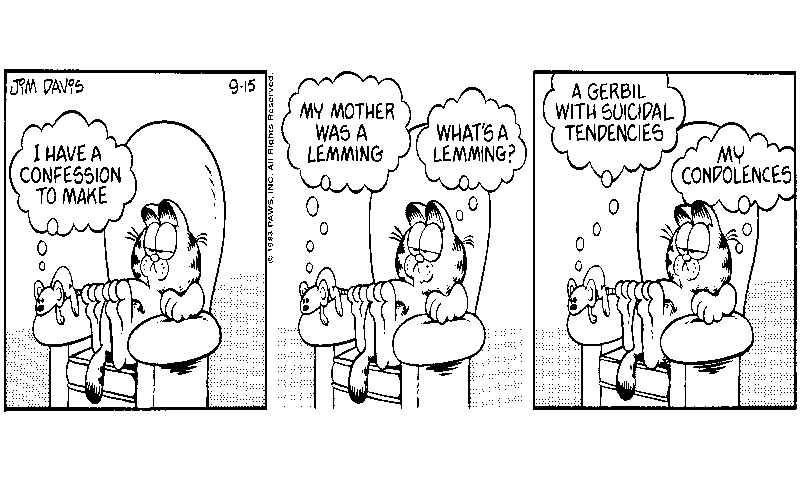 JIM DAVIS
9-15
I HAVE A
CONFESSION
TO MAKE
© 1983 PAWS, INC. All Rights Reserved.
MY MOTHER
WAS A
LEMMING
WHAT'S A
LEMMING?
A GERBIL
WITH SUICIDAL
TENDENCIES
MY
CONDOLENCES